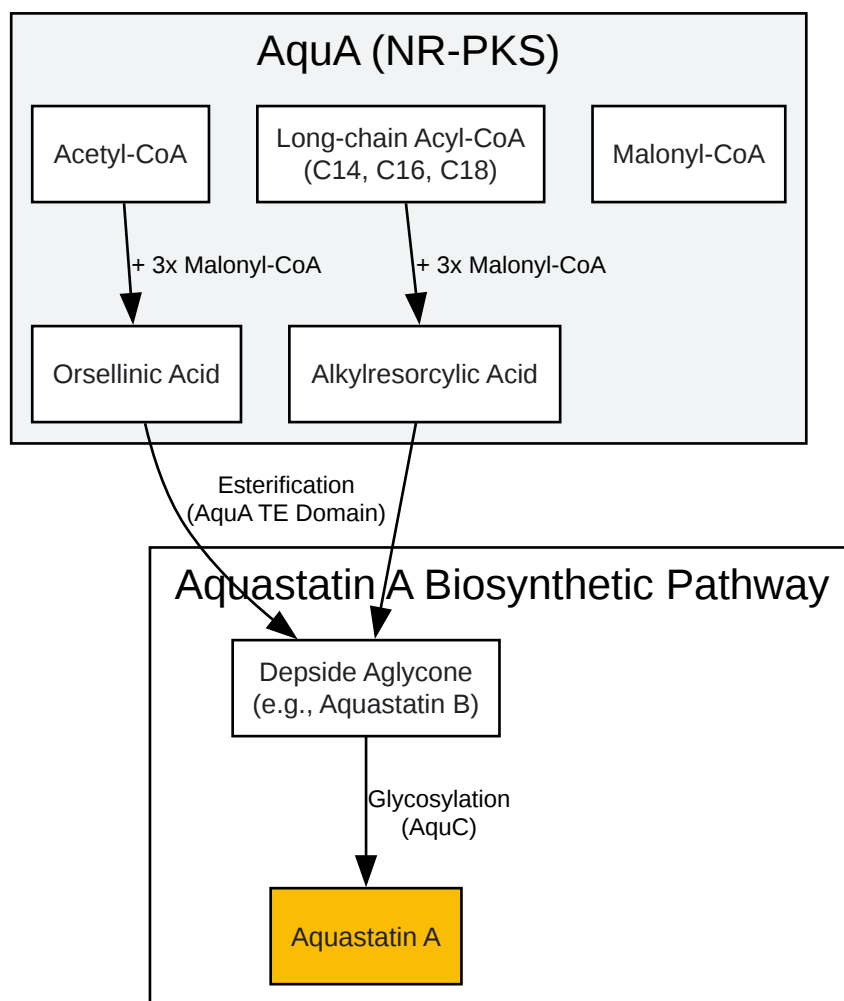 AquA (NR-PKS)
Acetyl-CoA
Long-chain Acyl-CoA
(C14, C16, C18)
Malonyl-CoA
+ 3x Malonyl-CoA
+ 3x Malonyl-CoA
Orsellinic Acid
Alkylresorcylic Acid
Esterification
(AquA TE Domain)
Aquastatin A Biosynthetic Pathway
Depside Aglycone
(e.g., Aquastatin B)
Glycosylation
(AquC)
Aquastatin A